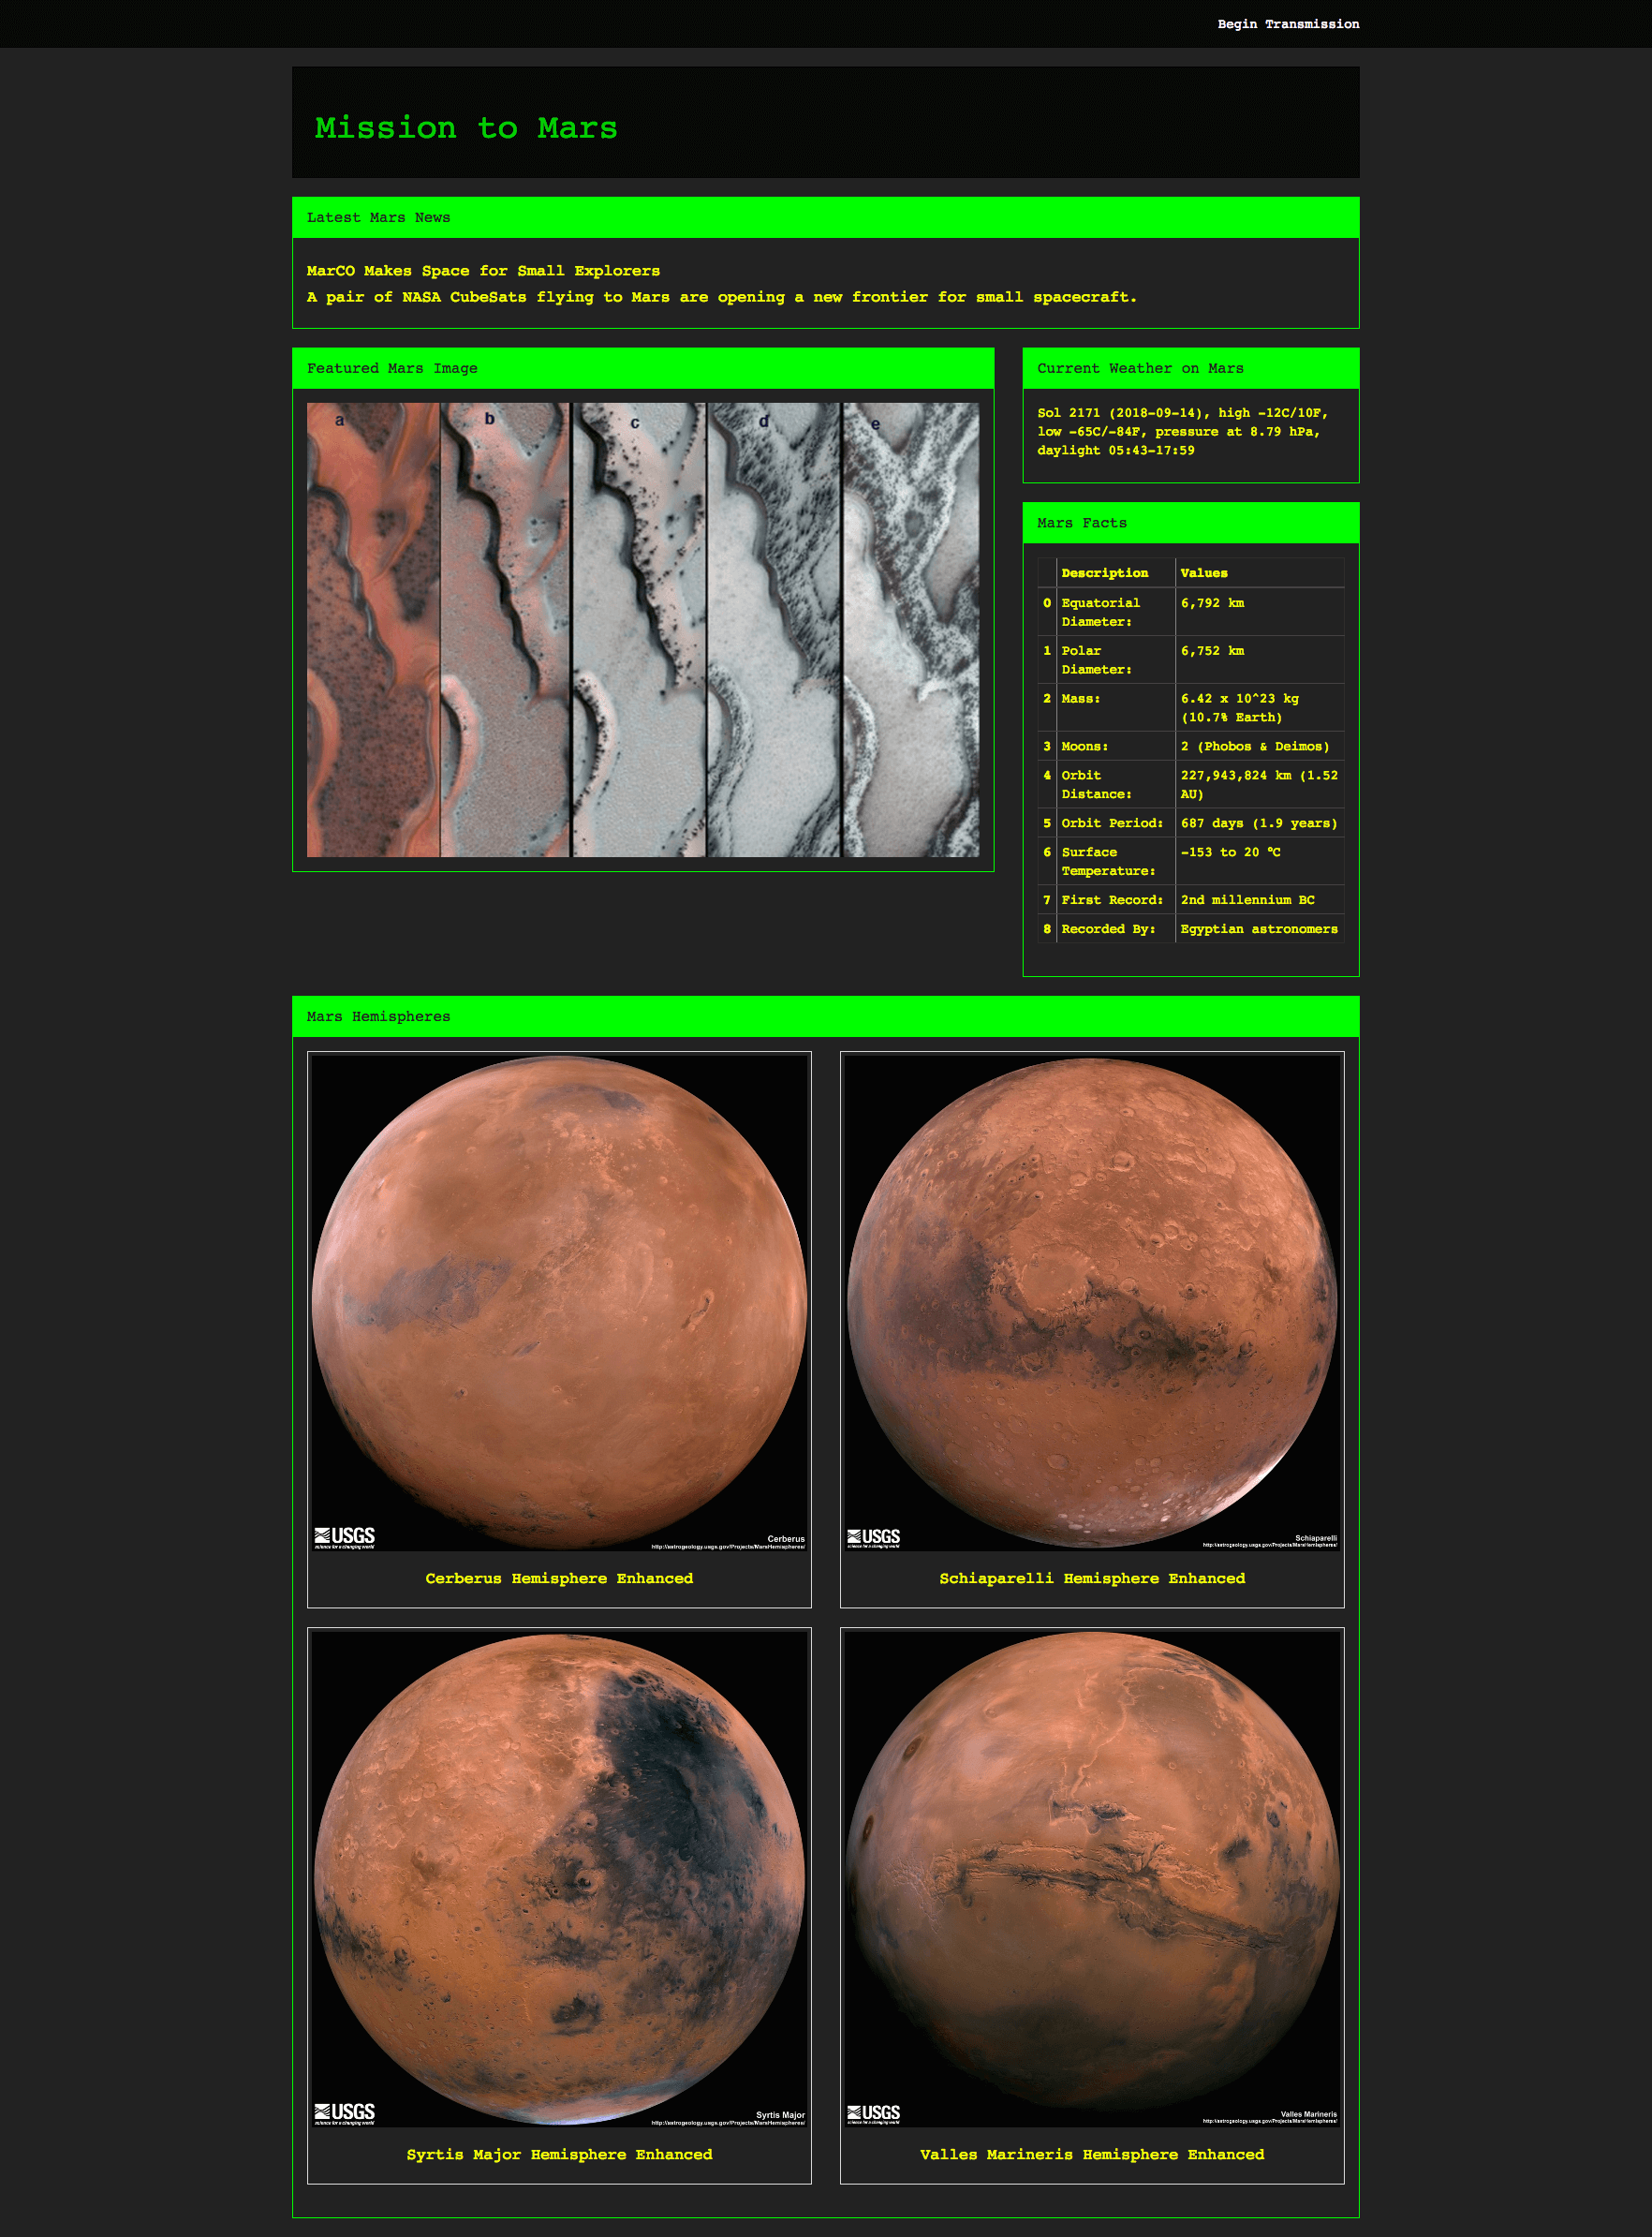 Begin Transmission
Mission to Mars
Latest Mars News
MarCO Makes Space for Small Explorers
A pair of NASA CubeSats flying to Mars are opening a new frontier for small spacecraft.
Featured Mars Image
a b c d e
Current Weather on Mars
Sol 2171 (2018-09-14), high -12C/10F,
low -65C/-84F, pressure at 8.79 hPa,
daylight 05:43-17:59
Mars Facts
Description Values
0 Equatorial Diameter: 6,792 km
1 Polar Diameter: 6,752 km
2 Mass: 6.42 x 10^23 kg (10.7% Earth)
3 Moons: 2 (Phobos & Deimos)
4 Orbit Distance: 227,943,824 km (1.52 AU)
5 Orbit Period: 687 days (1.9 years)
6 Surface Temperature: -153 to 20 °C
7 First Record: 2nd millennium BC
8 Recorded By: Egyptian astronomers
Mars Hemispheres
USGS
science for a changing world
Cerberus
http://astrogeology.usgs.gov/Projects/MarsHemispheres/
Cerberus Hemisphere Enhanced
USGS
science for a changing world
Schiaparelli
http://astrogeology.usgs.gov/Projects/MarsHemispheres/
Schiaparelli Hemisphere Enhanced
USGS
science for a changing world
Syrtis Major
http://astrogeology.usgs.gov/Projects/MarsHemispheres/
Syrtis Major Hemisphere Enhanced
USGS
science for a changing world
Valles Marineris
http://astrogeology.usgs.gov/Projects/MarsHemispheres/
Valles Marineris Hemisphere Enhanced